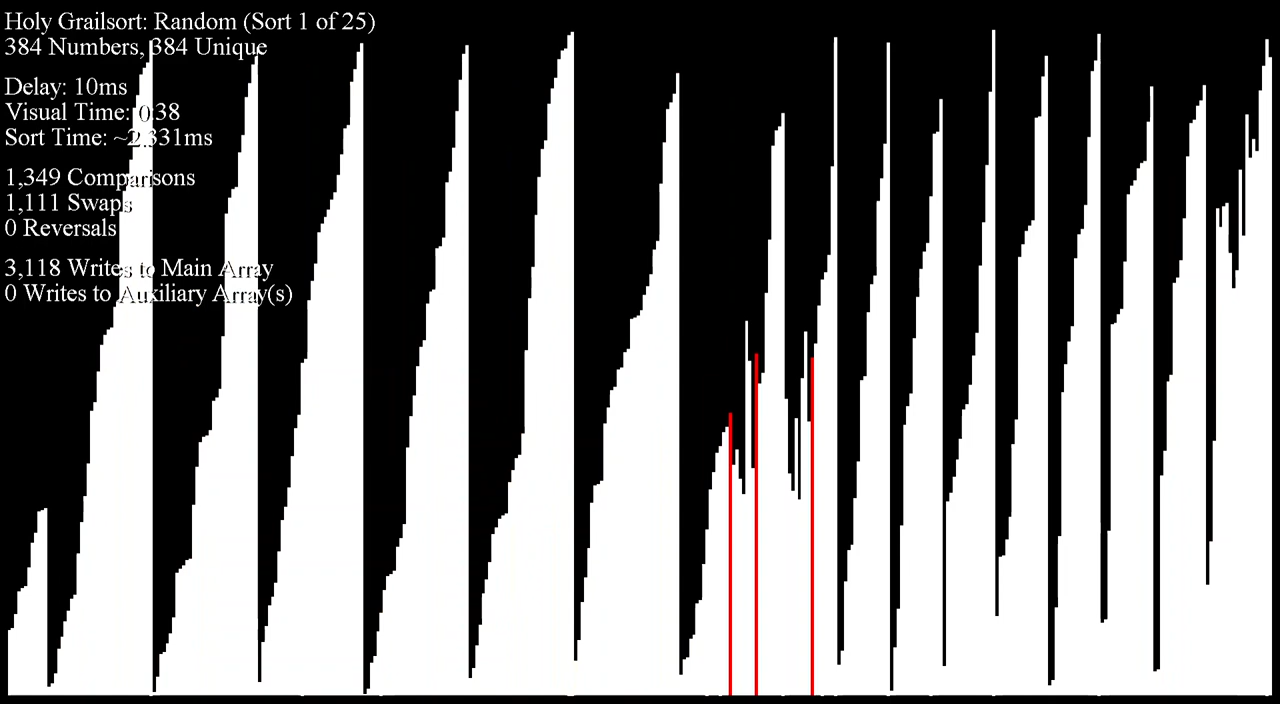 Holy Grailsort: Random (Sort 1 of 25)
384 Numbers, 384 Unique
Delay: 10ms
Visual Time: 0.38
Sort Time: ~2.331ms
1,349 Comparisons
1,111 Swaps
0 Reversals
3,118 Writes to Main Array
0 Writes to Auxiliary Array(s)